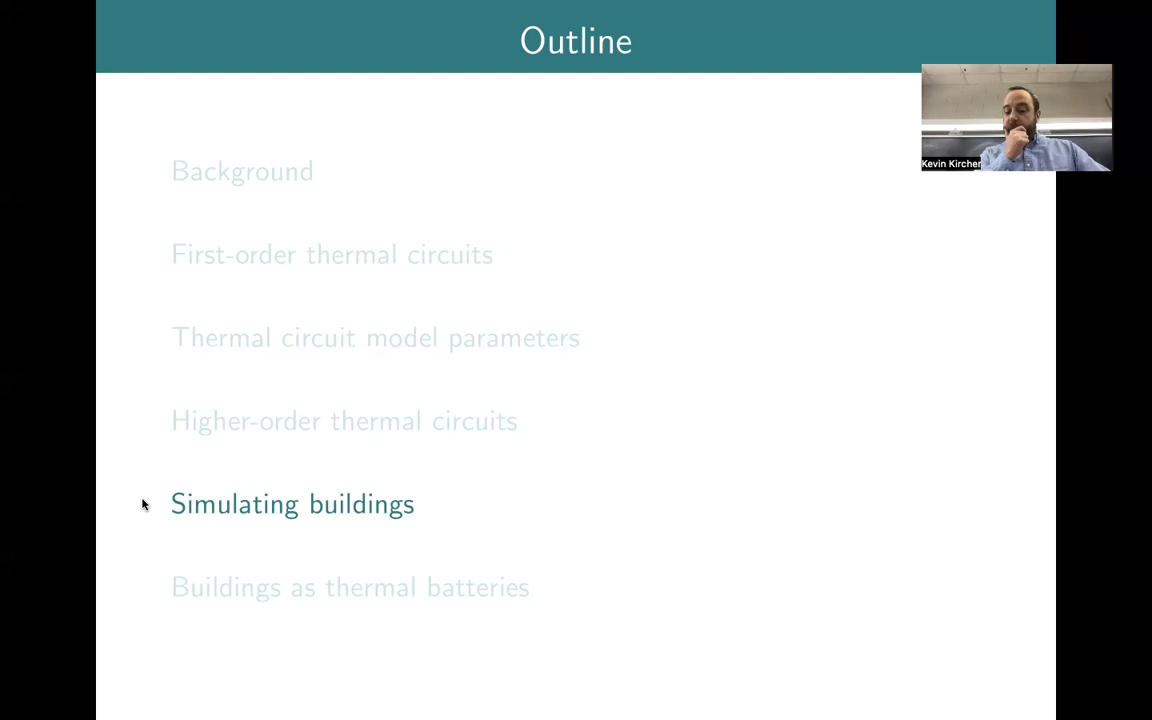 Outline
Kevin Kircher
Background
First-order thermal circuits
Thermal circuit model parameters
Higher-order thermal circuits
Simulating buildings
Buildings as thermal batteries